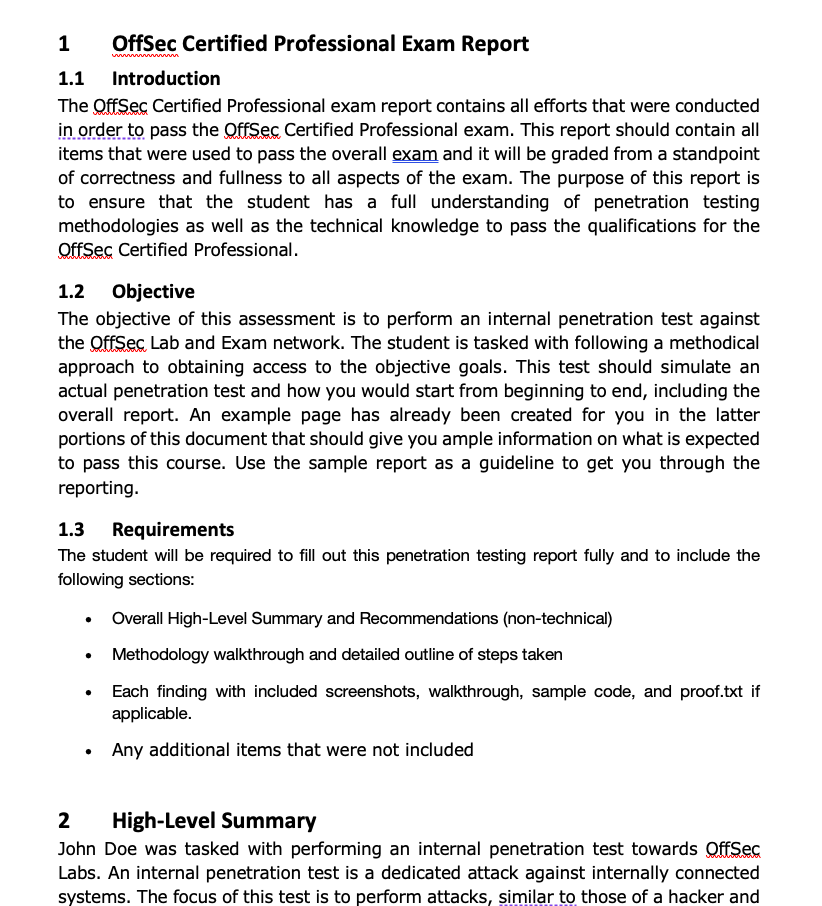 1 OffSec Certified Professional Exam Report
1.1 Introduction
The OffSec Certified Professional exam report contains all efforts that were conducted
in order to pass the OffSec Certified Professional exam. This report should contain all
items that were used to pass the overall exam and it will be graded from a standpoint
of correctness and fullness to all aspects of the exam. The purpose of this report is
to ensure that the student has a full understanding of penetration testing
methodologies as well as the technical knowledge to pass the qualifications for the
OffSec Certified Professional.
1.2 Objective
The objective of this assessment is to perform an internal penetration test against
the OffSec Lab and Exam network. The student is tasked with following a methodical
approach to obtaining access to the objective goals. This test should simulate an
actual penetration test and how you would start from beginning to end, including the
overall report. An example page has already been created for you in the latter
portions of this document that should give you ample information on what is expected
to pass this course. Use the sample report as a guideline to get you through the
reporting.
1.3 Requirements
The student will be required to fill out this penetration testing report fully and to include the
following sections:
• Overall High-Level Summary and Recommendations (non-technical)
• Methodology walkthrough and detailed outline of steps taken
• Each finding with included screenshots, walkthrough, sample code, and proof.txt if
applicable.
• Any additional items that were not included
2 High-Level Summary
John Doe was tasked with performing an internal penetration test towards OffSec
Labs. An internal penetration test is a dedicated attack against internally connected
systems. The focus of this test is to perform attacks, similar to those of a hacker and